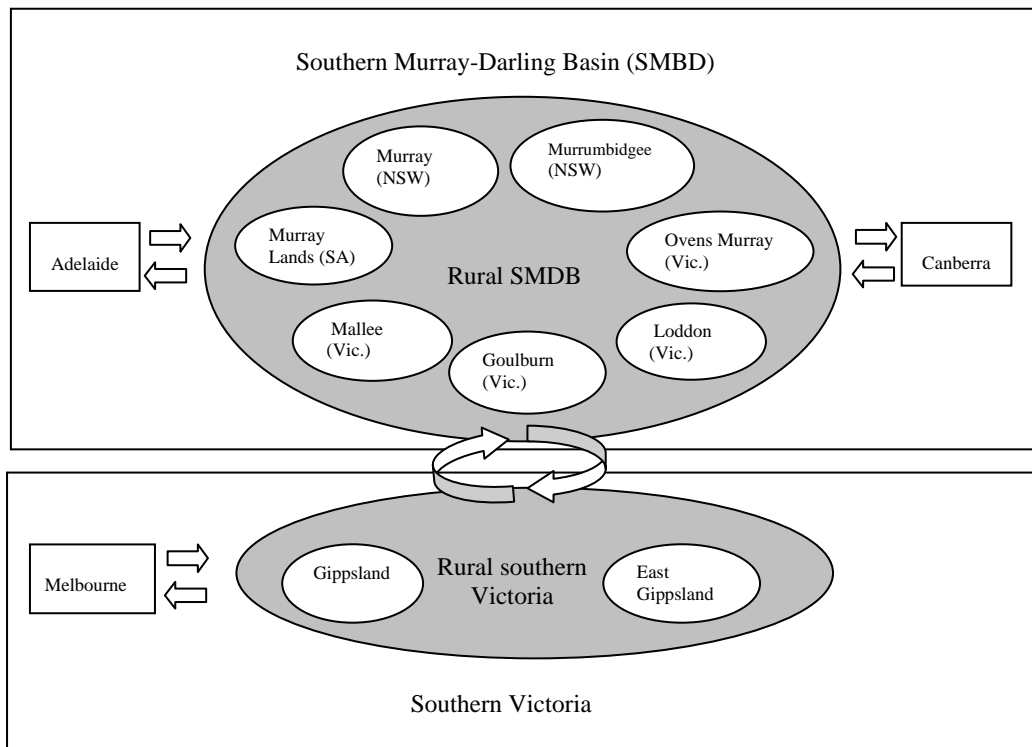 Southern Murray-Darling Basin (SMBD)
Murray
(NSW)
Murrumbidgee
(NSW)
Adelaide
Murray
Lands (SA)
Rural SMDB
Ovens Murray
(Vic.)
Canberra
Mallee
(Vic.)
Goulburn
(Vic.)
Loddon
(Vic.)
Melbourne
Gippsland
Rural southern
Victoria
East
Gippsland
Southern Victoria